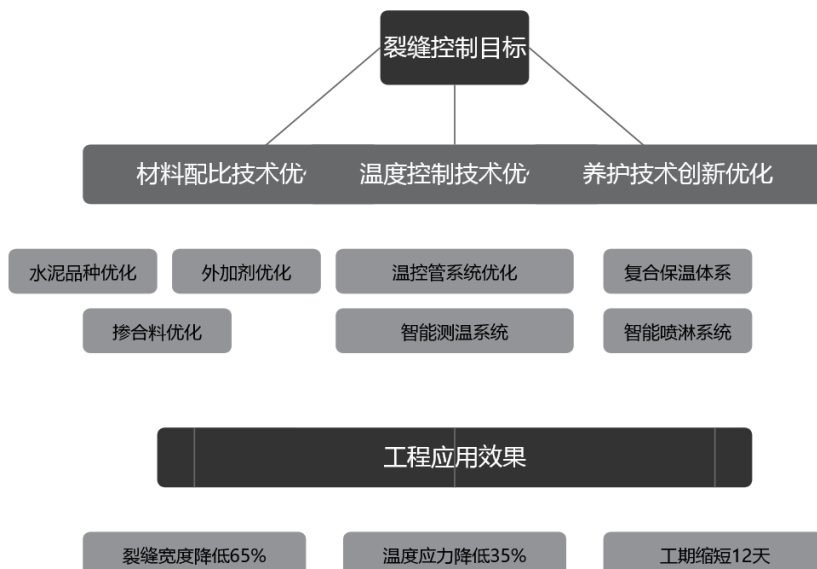 裂缝控制目标
材料配比技术优
温度控制技术优
养护技术创新优化
水泥品种优化
外加剂优化
温控管系统优化
复合保温体系
掺合料优化
智能测温系统
智能喷淋系统
工程应用效果
裂缝宽度降低65%
温度应力降低35%
工期缩短12天